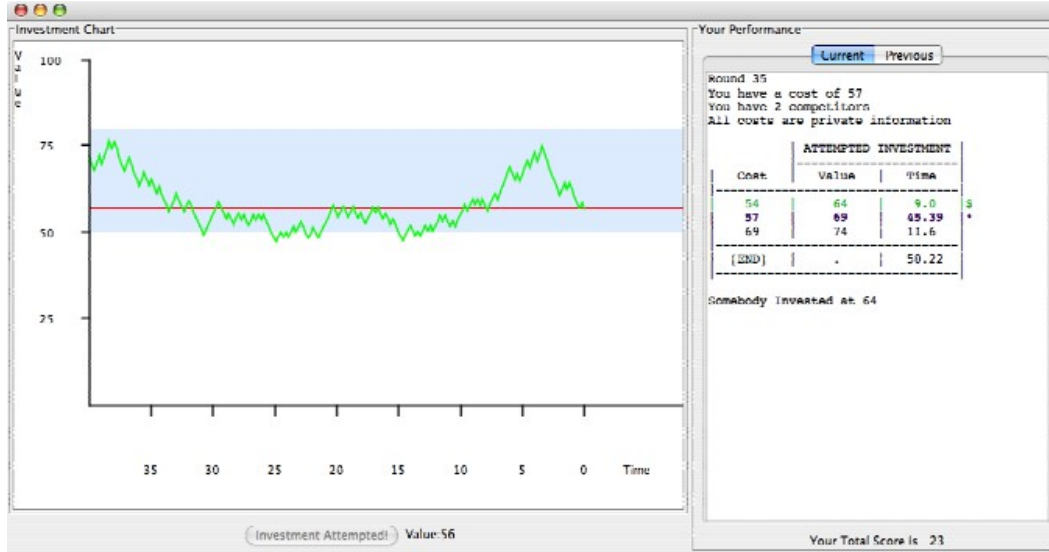 Investment Chart
Value
100
75
50
25
35 30 25 20 15 10 5 0 Time
Investment Attempted! Value:56
Your Performance
Current Previous
Round 35
You have a cost of 57
You have 2 competitors
All costs are private information
ATTEMPTED INVESTMENT
Cost | Value | Time
54 | 64 | 9.0 | $
57 | 69 | 45.39 | *
69 | 74 | 11.6
[END] | . | 50.22
Somebody Invested at 64
Your Total Score is 23